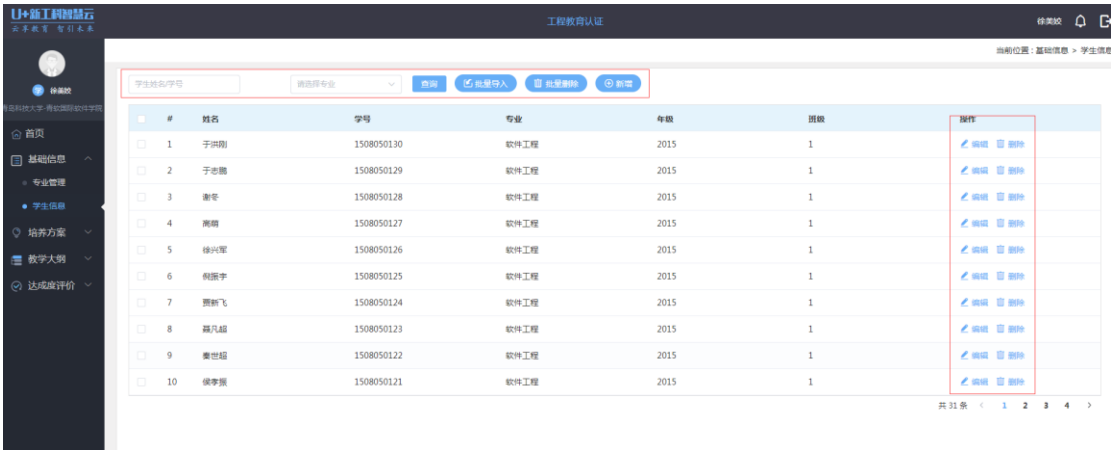 U+新工科智慧云
云享教育 智引未来
工程教育认证
徐美姣
当前位置：基础信息 > 学生信息
徐美姣
青岛科技大学-青软国际软件学院
首页
基础信息
专业管理
学生信息
培养方案
教学大纲
达成度评价
学生姓名/学号 请选择专业 查询 批量导入 批量删除 新增
# 姓名 学号 专业 年级 班级 操作
1 于洪刚 1508050130 软件工程 2015 1 编辑 删除
2 于志鹏 1508050129 软件工程 2015 1 编辑 删除
3 谢冬 1508050128 软件工程 2015 1 编辑 删除
4 1508050127 软件工程 2015 1 编辑 删除
5 徐兴军 1508050126 软件工程 2015 1 编辑 删除
6 倪振宇 1508050125 软件工程 2015 1 编辑 删除
7 贾新飞 1508050124 软件工程 2015 1 编辑 删除
8 聂凡超 1508050123 软件工程 2015 1 编辑 删除
9 秦世超 1508050122 软件工程 2015 1 编辑 删除
10 侯孝振 1508050121 软件工程 2015 1 编辑 删除
共 31 条 < 1 2 3 4 >